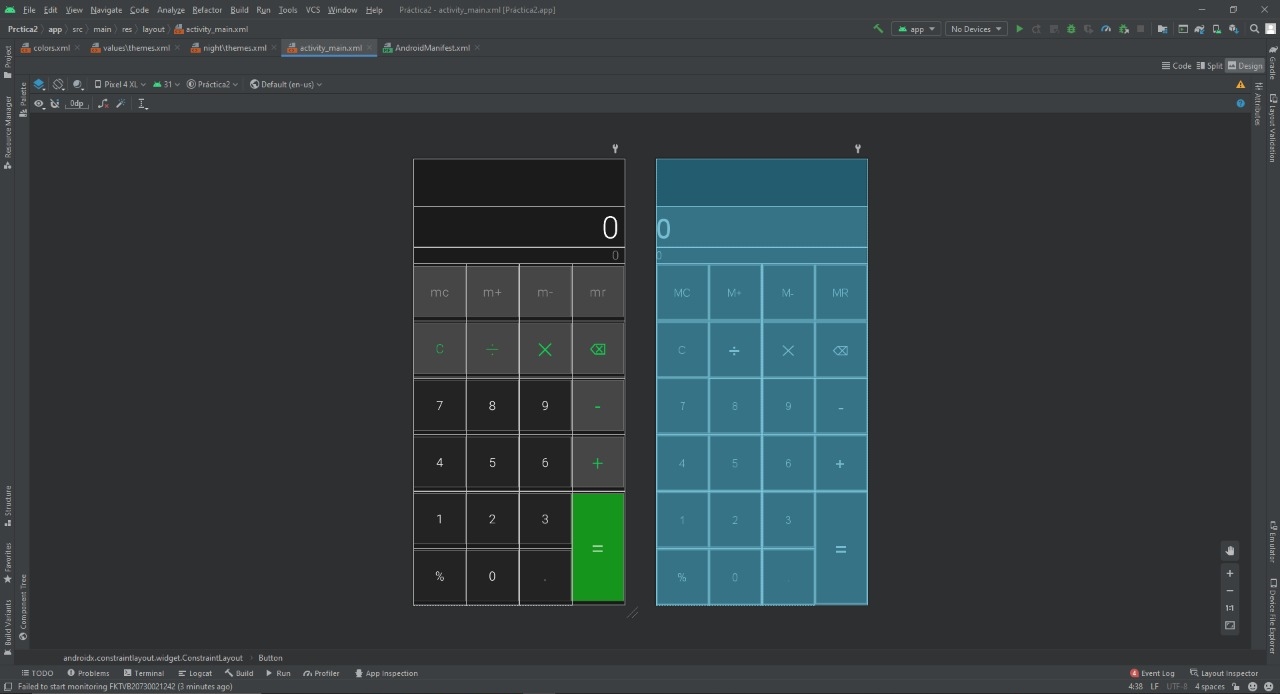 File Edit View Navigate Code Analyze Refactor Build Run Tools VCS Window Help Práctica2 - activity_main.xml [Práctica2.app]
Prctica2 app src main res layout activity_main.xml app No Devices
colors.xml values\themes.xml night\themes.xml activity_main.xml AndroidManifest.xml
Code Split Design
Pixel 4 XL 31 Práctica2 Default (en-us)
0dp
Project
Resource Manager
Structure
Favorites
Build Variants
Palette
Component Tree
0
0
mc m+ m- mr
C ÷ × ⌫
7 8 9 -
4 5 6 +
1 2 3
=
% 0 .
0
0
MC M+ M- MR
C ÷ × ⌫
7 8 9 -
4 5 6 +
1 2 3
=
% 0 .
+
−
1:1
Gradle
Layout Validation
Attributes
Emulator
Device File Explorer
androidx.constraintlayout.widget.ConstraintLayout > Button
TODO Problems Terminal Logcat Build Run Profiler App Inspection Event Log Layout Inspector
Failed to start monitoring FKTVB20730021242 (3 minutes ago) 4:38 LF UTF-8 4 spaces